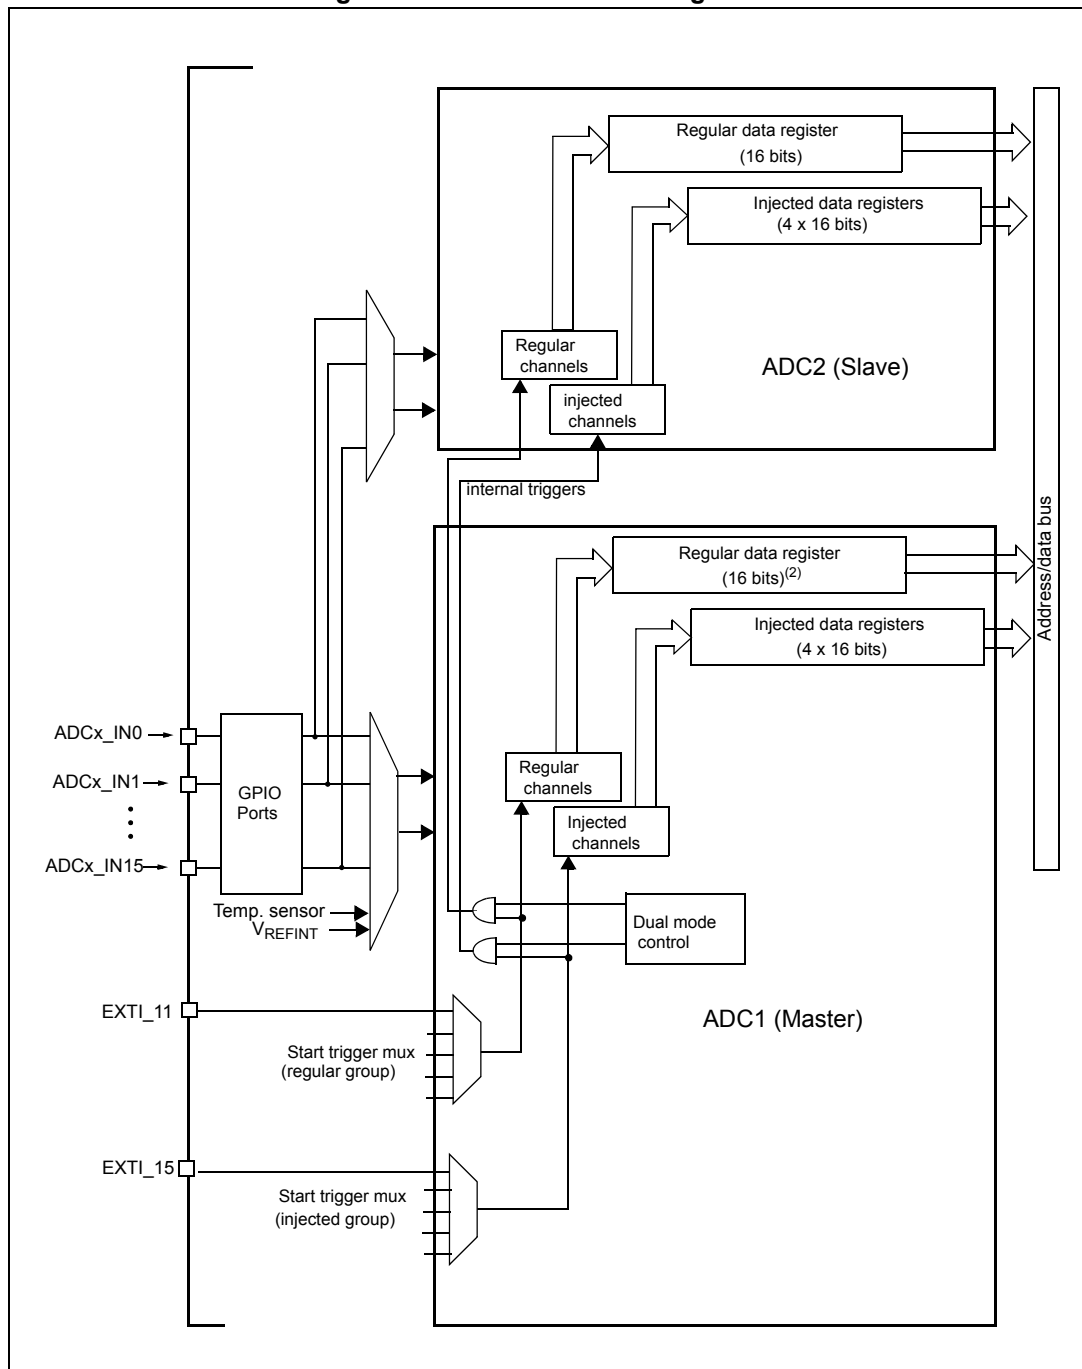 Regular data register
(16 bits)
Injected data registers
(4 x 16 bits)
Regular
channels
ADC2 (Slave)
injected
channels
internal triggers
Address/data bus
Regular data register
(16 bits)(2)
Injected data registers
(4 x 16 bits)
ADCx_IN0
ADCx_IN1
ADCx_IN15
GPIO
Ports
Regular
channels
Injected
channels
Temp. sensor
VREFINT
Dual mode
control
EXTI_11
ADC1 (Master)
Start trigger mux
(regular group)
EXTI_15
Start trigger mux
(injected group)